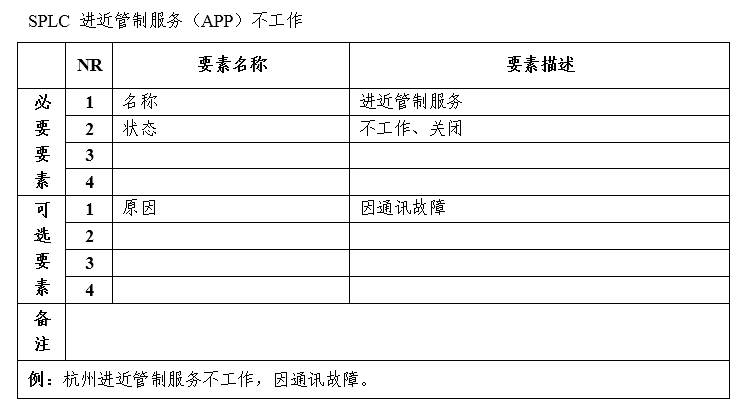 SPLC 进近管制服务（APP）不工作
NR 要素名称 要素描述
必要要素
1 名称 进近管制服务
2 状态 不工作、关闭
3
4
可选要素
1 原因 因通讯故障
2
3
4
备注
例：杭州进近管制服务不工作，因通讯故障。